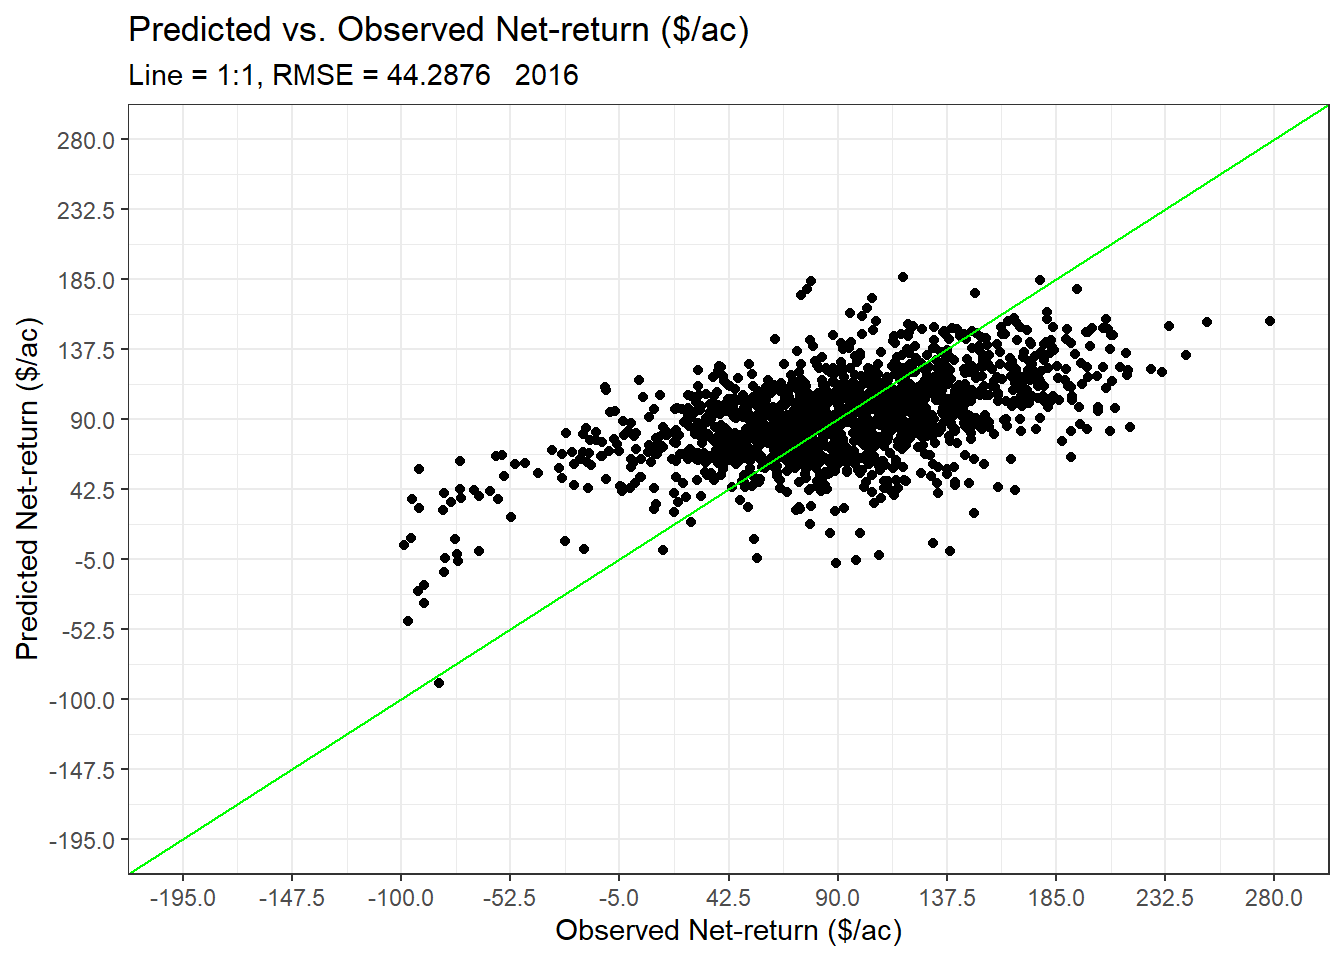 Predicted vs. Observed Net-return ($/ac)
Line = 1:1, RMSE = 44.2876   2016
Predicted Net-return ($/ac)
280.0
232.5
185.0
137.5
90.0
42.5
-5.0
-52.5
-100.0
-147.5
-195.0
-195.0 -147.5 -100.0 -52.5 -5.0 42.5 90.0 137.5 185.0 232.5 280.0
Observed Net-return ($/ac)